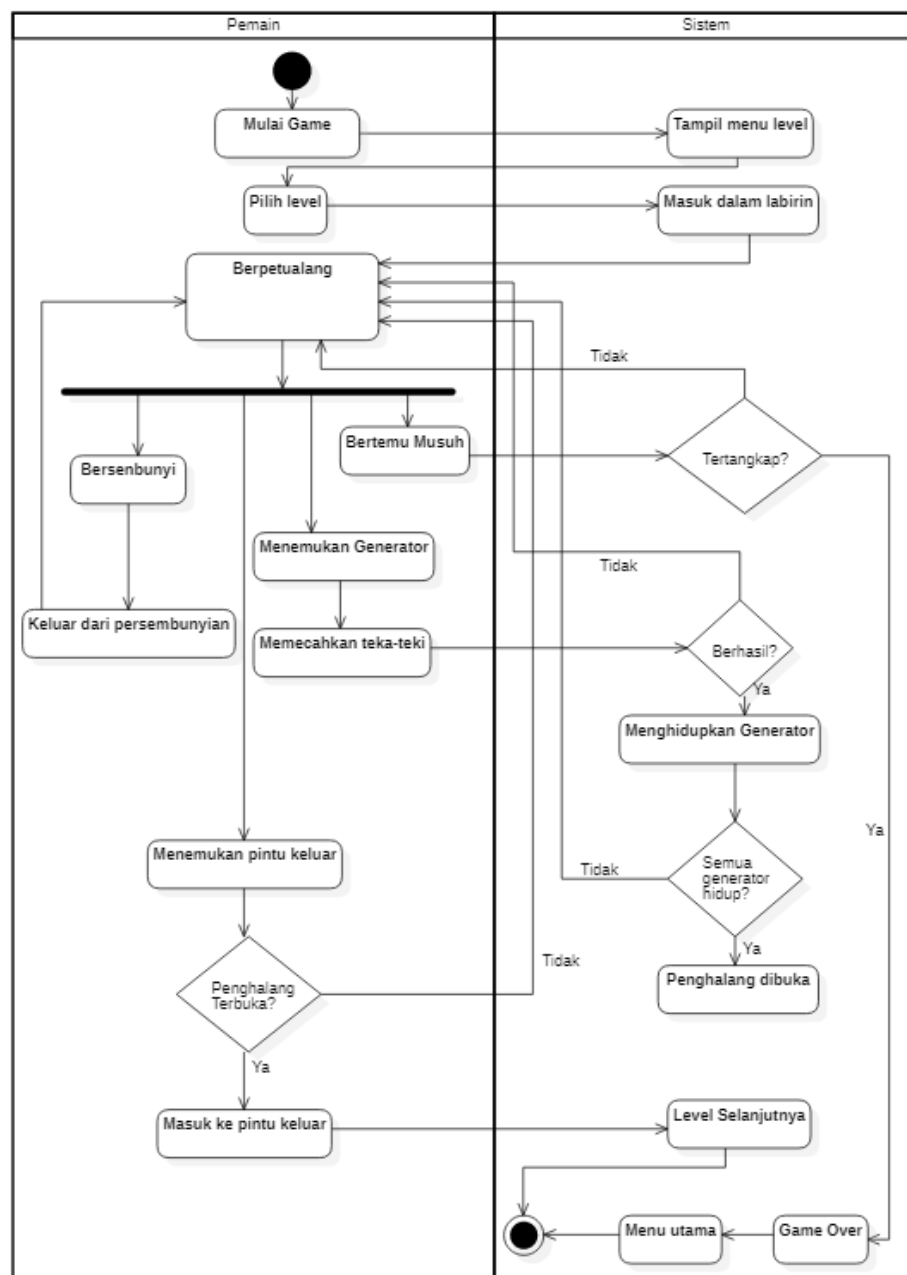 Pemain
Sistem
Mulai Game
Tampil menu level
Pilih level
Masuk dalam labirin
Berpetualang
Tidak
Bertemu Musuh
Tertangkap?
Bersenbunyi
Menemukan Generator
Tidak
Keluar dari persembunyian
Memecahkan teka-teki
Berhasil?
Ya
Menghidupkan Generator
Ya
Menemukan pintu keluar
Tidak
Semua
generator
hidup?
Ya
Tidak
Penghalang
Terbuka?
Penghalang dibuka
Ya
Masuk ke pintu keluar
Level Selanjutnya
Menu utama
Game Over